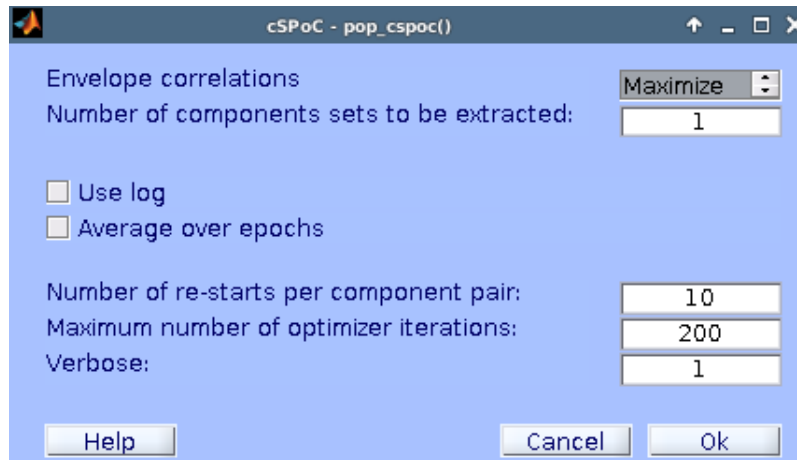 cSPoC - pop_cspoc()
Envelope correlations Maximize
Number of components sets to be extracted: 1
Use log
Average over epochs
Number of re-starts per component pair: 10
Maximum number of optimizer iterations: 200
Verbose: 1
Help Cancel Ok